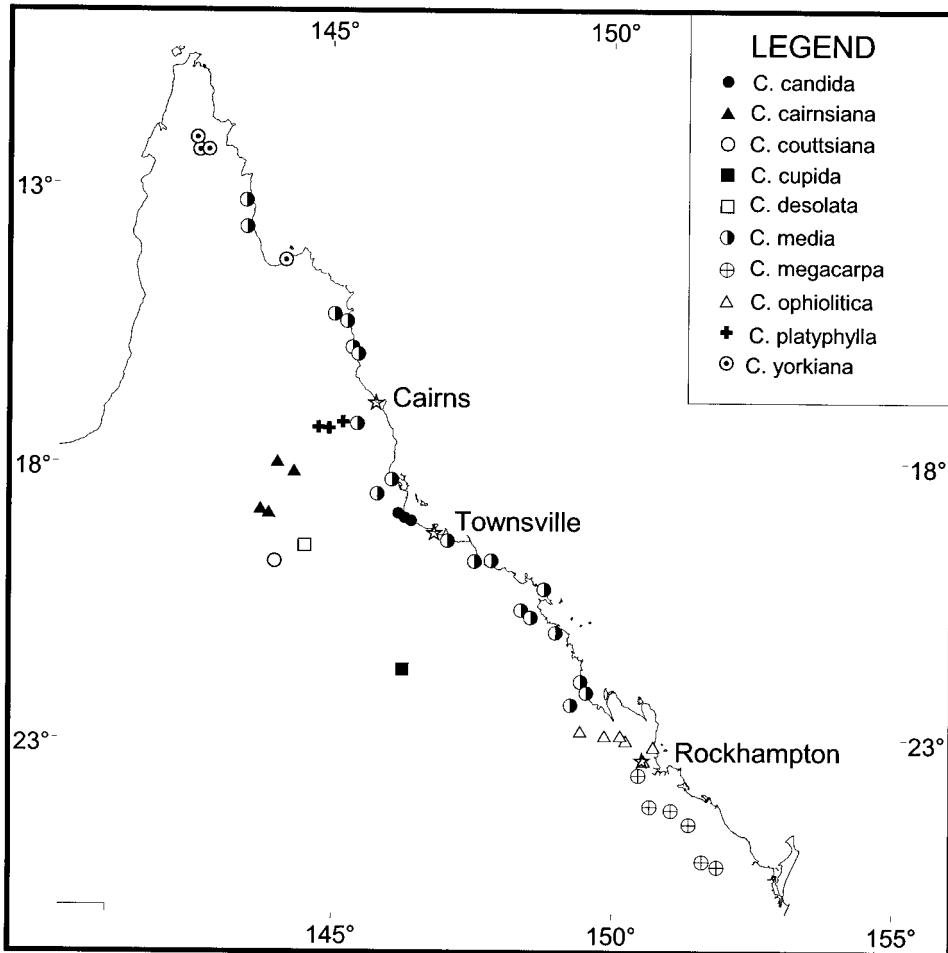 145°
150°
LEGEND
C. candida
C. cairnsiana
C. couttsiana
C. cupida
C. desolata
C. media
C. megacarpa
C. ophiolitica
C. platyphylla
C. yorkiana
13°
Cairns
18°
18°
Townsville
23°
23°
Rockhampton
145°
150°
155°